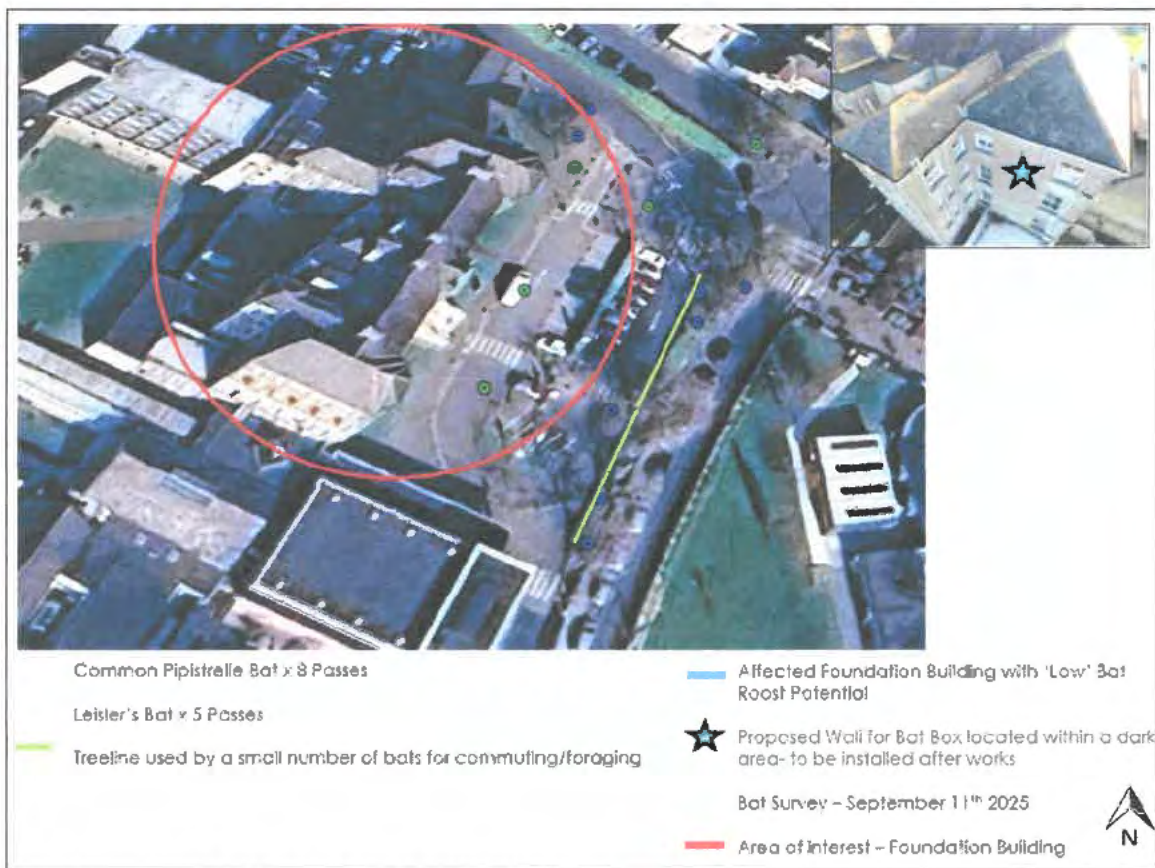 Common Pipistrelle Bat x 8 Passes
Leisler's Bat x 5 Passes
Treeline used by a small number of bats for commuting/foraging
Affected Foundation Building with 'Low' Bat
Roost Potential
Proposed Wall for Bat Box located within a dark
area- to be installed after works
Bat Survey – September 11th 2025
Area of interest – Foundation Building
N